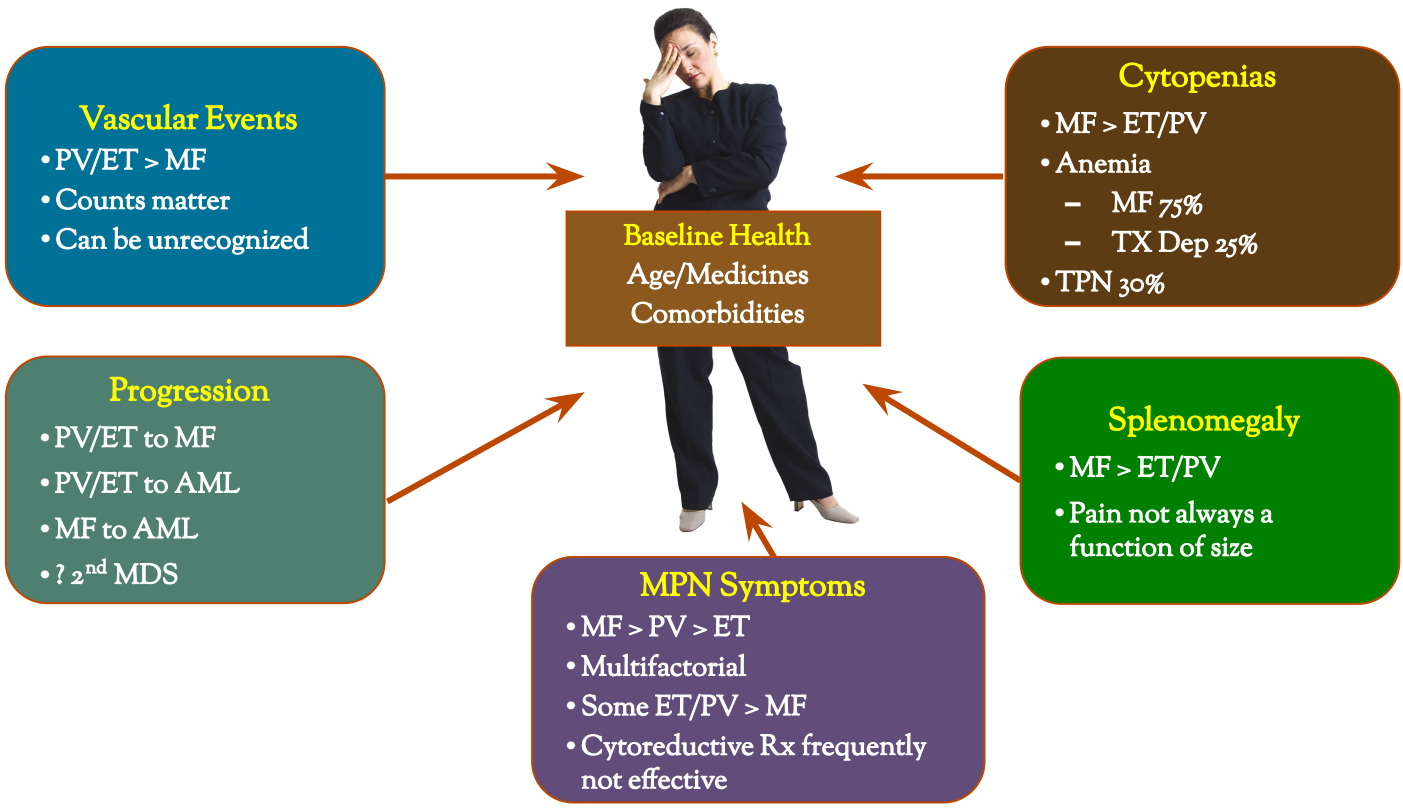 Vascular Events
• PV/ET > MF
• Counts matter
• Can be unrecognized
Baseline Health
Age/Medicines
Comorbidities
Cytopenias
• MF > ET/PV
• Anemia
– MF 75%
– TX Dep 25%
• TPN 30%
Progression
• PV/ET to MF
• PV/ET to AML
• MF to AML
• ? 2nd MDS
MPN Symptoms
• MF > PV > ET
• Multifactorial
• Some ET/PV > MF
• Cytoreductive Rx frequently
not effective
Splenomegaly
• MF > ET/PV
• Pain not always a
function of size